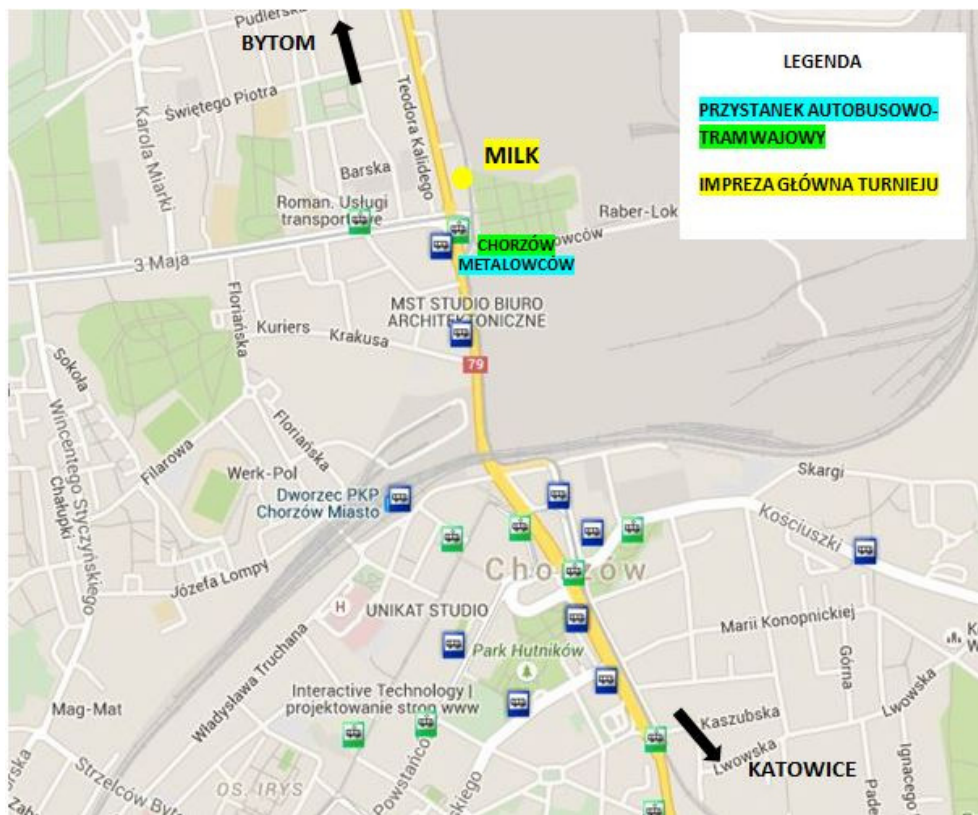 Pudlerska
BYTOM
LEGENDA
PRZYSTANEK AUTOBUSOWO-
TRAMWAJOWY
IMPREZA GŁÓWNA TURNIEJU
Świętego Piotra
Karola Miarki
Teodora Kalidego
MILK
Barska
Roman. Usługi
Raber-Lok
3 Maja
CHORZÓW
METALOWCÓW
Floriańska
MST STUDIO BIURO
ARCHITEKTONICZNE
Kuriers
Krakusa
79
Sokoła
Wincentego Styczyńskiego
Chałupki
Filarowa
Floriańska
Werk-Pol
Dworzec PKP
Chorzów Miasto
Skargi
Kościuszki
Józefa Lompy
Chorzów
H
UNIKAT STUDIO
Marii Konopnickiej
Park Hutników
Górna
Władysława Truchana
Interactive Technology |
projektowanie stron www
Mag-Mat
Kaszubska
Lwowska
Lwowska
KATOWICE
Ignacego
OS. IRYS
Strzelców Byto
Powstańco